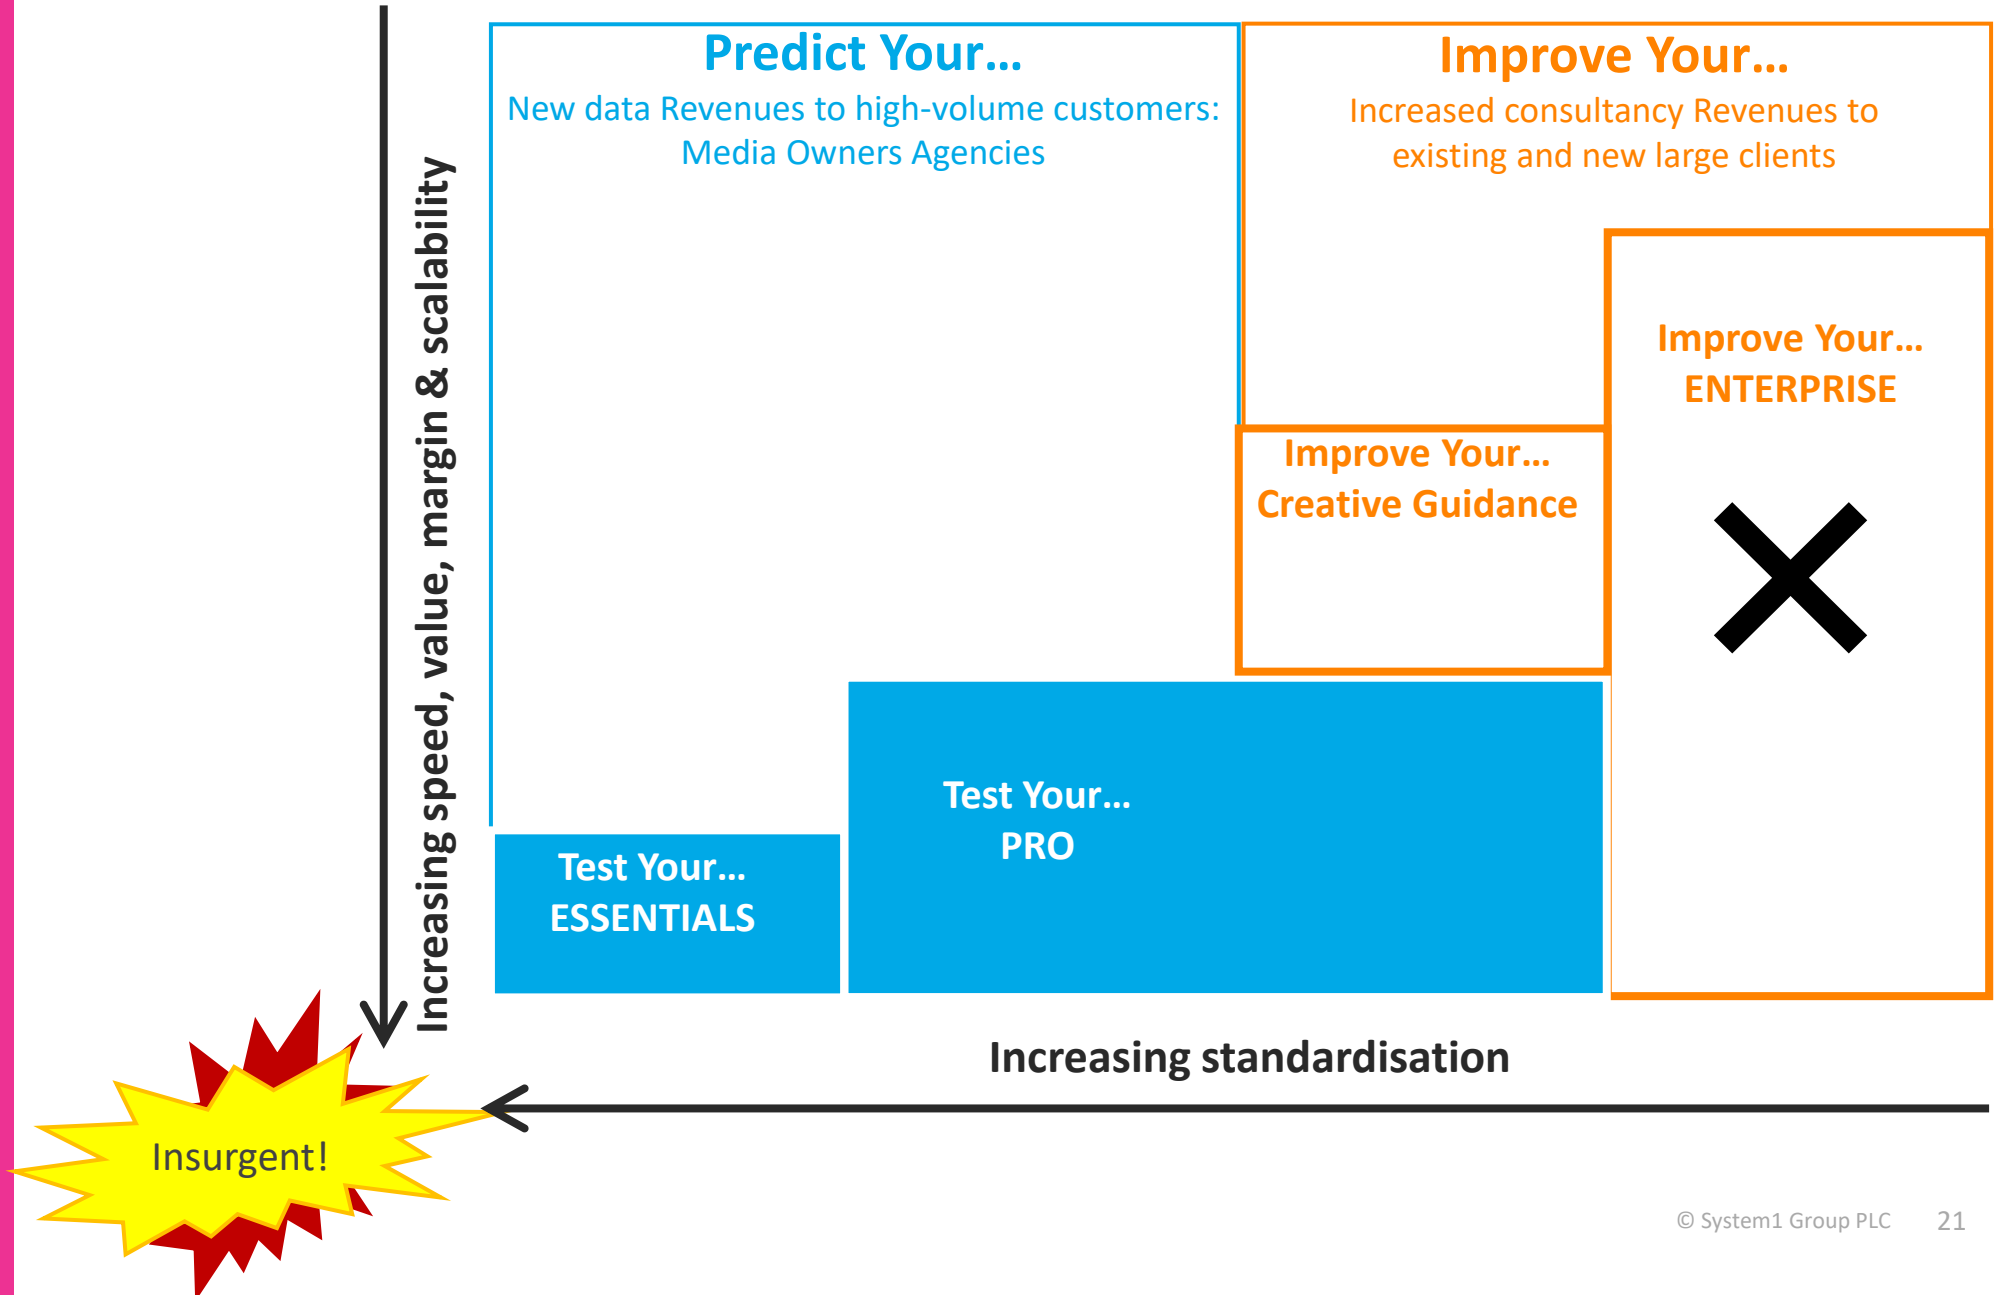 Predict Your...
New data Revenues to high-volume customers:
Media Owners Agencies
Improve Your...
Increased consultancy Revenues to
existing and new large clients
Increasing speed, value, margin & scalability
Improve Your...
ENTERPRISE
Improve Your...
Creative Guidance
Test Your...
PRO
Test Your...
ESSENTIALS
Increasing standardisation
Insurgent!
© System1 Group PLC 21